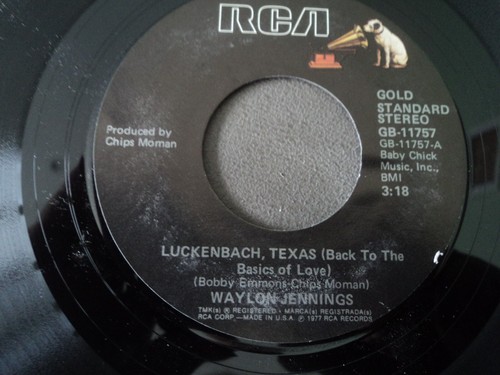 RCA
GOLD
STANDARD
STEREO
GB-11757
GB-11757-A
Baby Chick
Music, Inc.,
BMI
3:18
Produced by
Chips Moman
LUCKENBACH, TEXAS (Back To The
Basics of Love)
(Bobby Emmons-Chips Moman)
WAYLON JENNINGS
TMK(s) ® REGISTERED - MARCA(s) REGISTRADA(s)
RCA CORP.—MADE IN U.S.A. ℗ 1977 RCA RECORDS